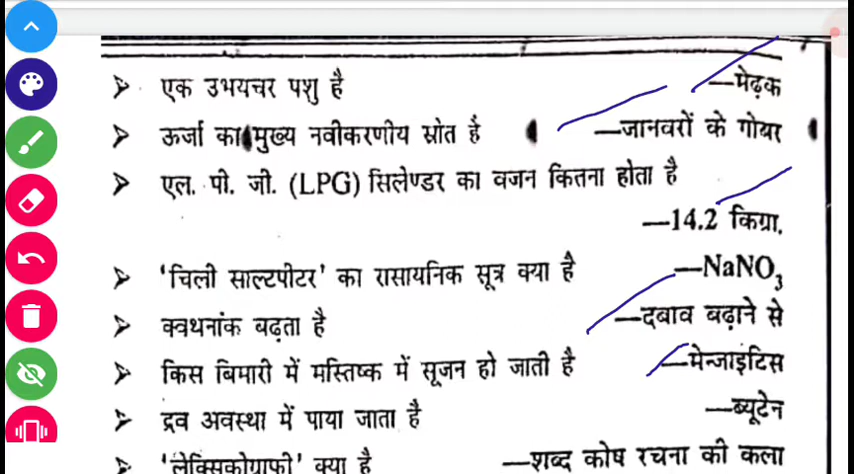 ➢ एक उभयचर पशु है —मेढ़क
➢ ऊर्जा का मुख्य नवीकरणीय स्रोत है —जानवरों के गोबर
➢ एल. पी. जी. (LPG) सिलेण्डर का वजन कितना होता है
—14.2 किग्रा.
➢ 'चिली साल्टपीटर' का रासायनिक सूत्र क्या है —NaNO₃
➢ क्वथनांक बढ़ता है —दबाव बढ़ाने से
➢ किस बिमारी में मस्तिष्क में सूजन हो जाती है —मेन्जाइटिस
➢ द्रव अवस्था में पाया जाता है —ब्यूटेन
➢ 'लेक्सिकोग्राफी' क्या है —शब्द कोष रचना की कला